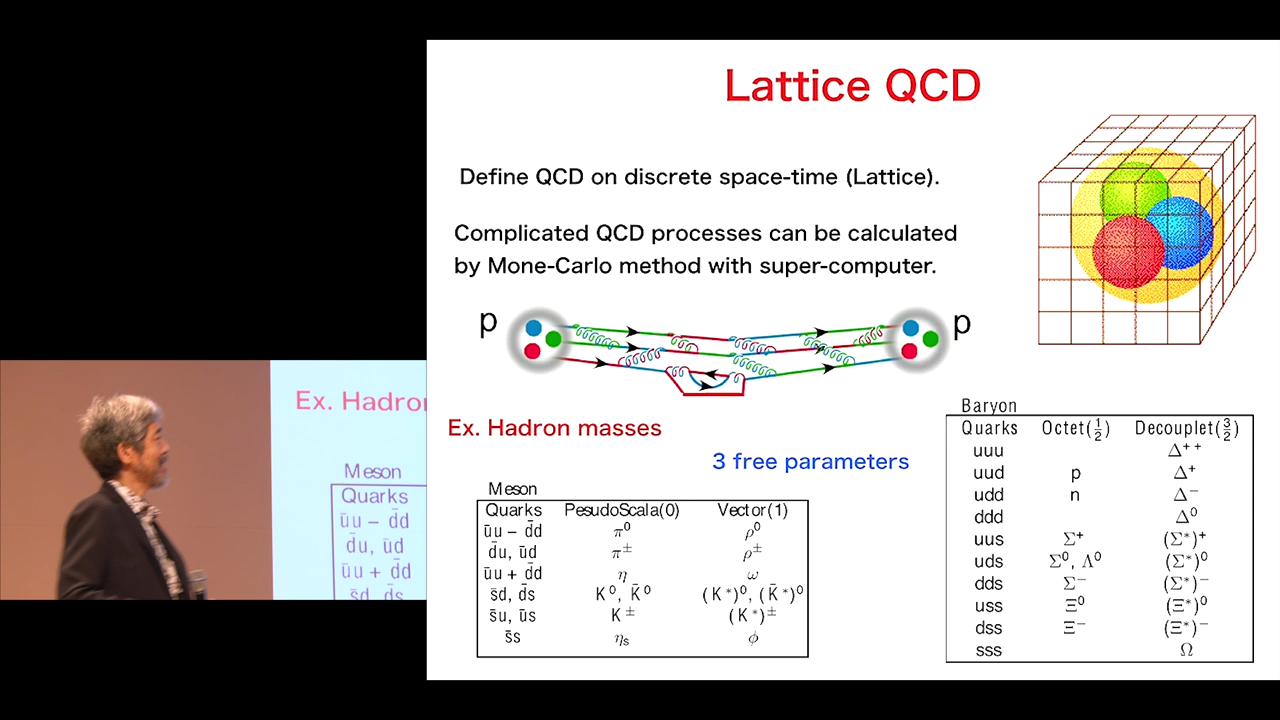 Lattice QCD
Define QCD on discrete space-time (Lattice).
Complicated QCD processes can be calculated
by Mone-Carlo method with super-computer.
p
p
Ex. Hadron masses
3 free parameters
Meson
Quarks PesudoScala(0) Vector(1)
ūu – d̄d π⁰ ρ⁰
d̄u, ūd π± ρ±
ūu + d̄d η ω
s̄d, d̄s K⁰, K̄⁰ (K*)⁰, (K̄*)⁰
s̄u, ūs K± (K*)±
s̄s ηs ϕ
Baryon
Quarks Octet(½) Decouplet(3/2)
uuu Δ⁺⁺
uud p Δ⁺
udd n Δ⁻
ddd Δ⁰
uus Σ⁺ (Σ*)⁺
uds Σ⁰, Λ⁰ (Σ*)⁰
dds Σ⁻ (Σ*)⁻
uss Ξ⁰ (Ξ*)⁰
dss Ξ⁻ (Ξ*)⁻
sss Ω
Ex. Hadro
Meson
Quarks
ūu – d̄d
d̄u, ūd
ūu + d̄d
s̄d, d̄s